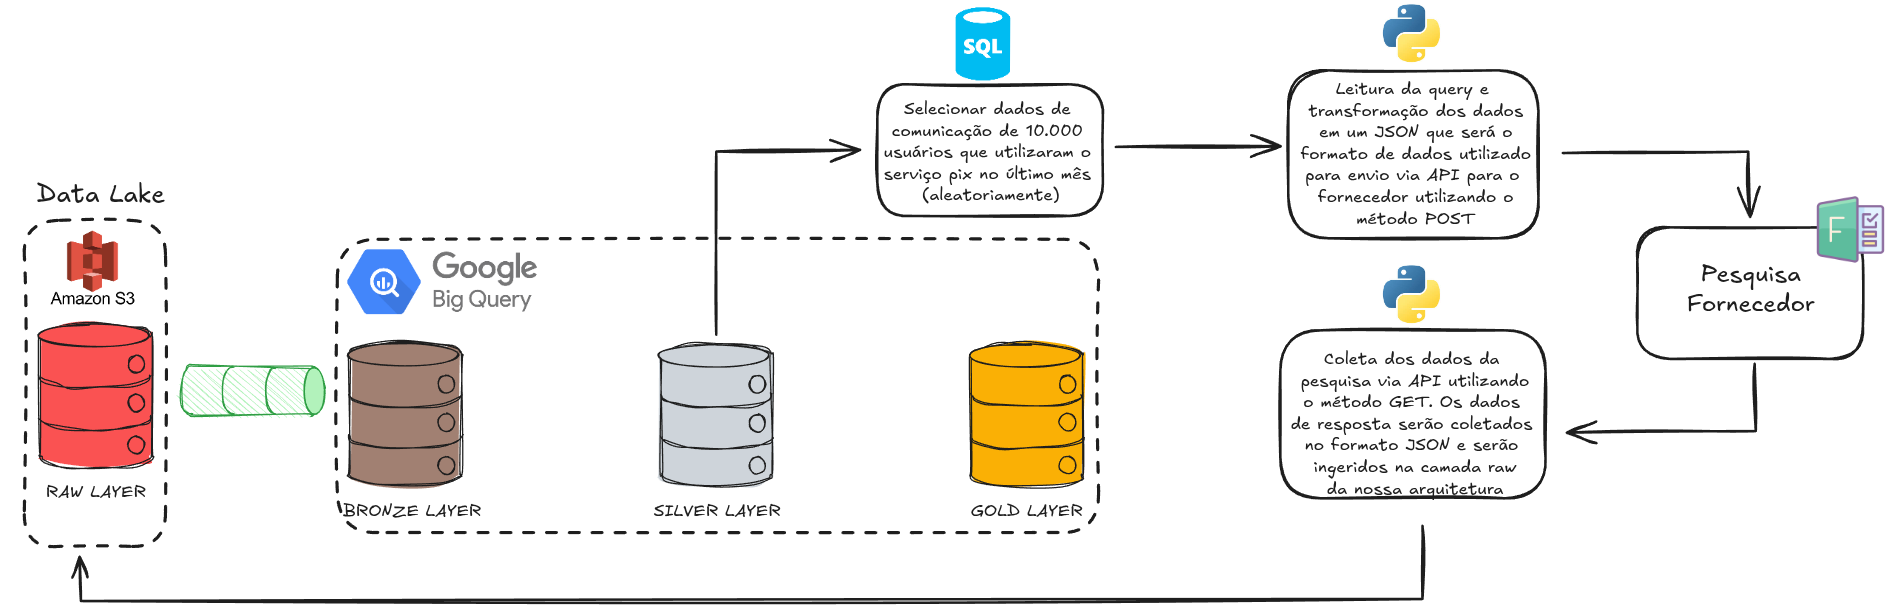 SQL
Selecionar dados de
comunicação de 10.000
usuários que utilizaram o
serviço pix no último mês
(aleatoriamente)
Leitura da query e
transformação dos dados
em um JSON que será o
formato de dados utilizado
para envio via API para o
fornecedor utilizando o
método POST
Data Lake
Amazon S3
RAW LAYER
Google
Big Query
BRONZE LAYER
SILVER LAYER
GOLD LAYER
F
Pesquisa
Fornecedor
Coleta dos dados da
pesquisa via API utilizando
o método GET. Os dados
de resposta serão coletados
no formato JSON e serão
ingeridos na camada raw
da nossa arquitetura